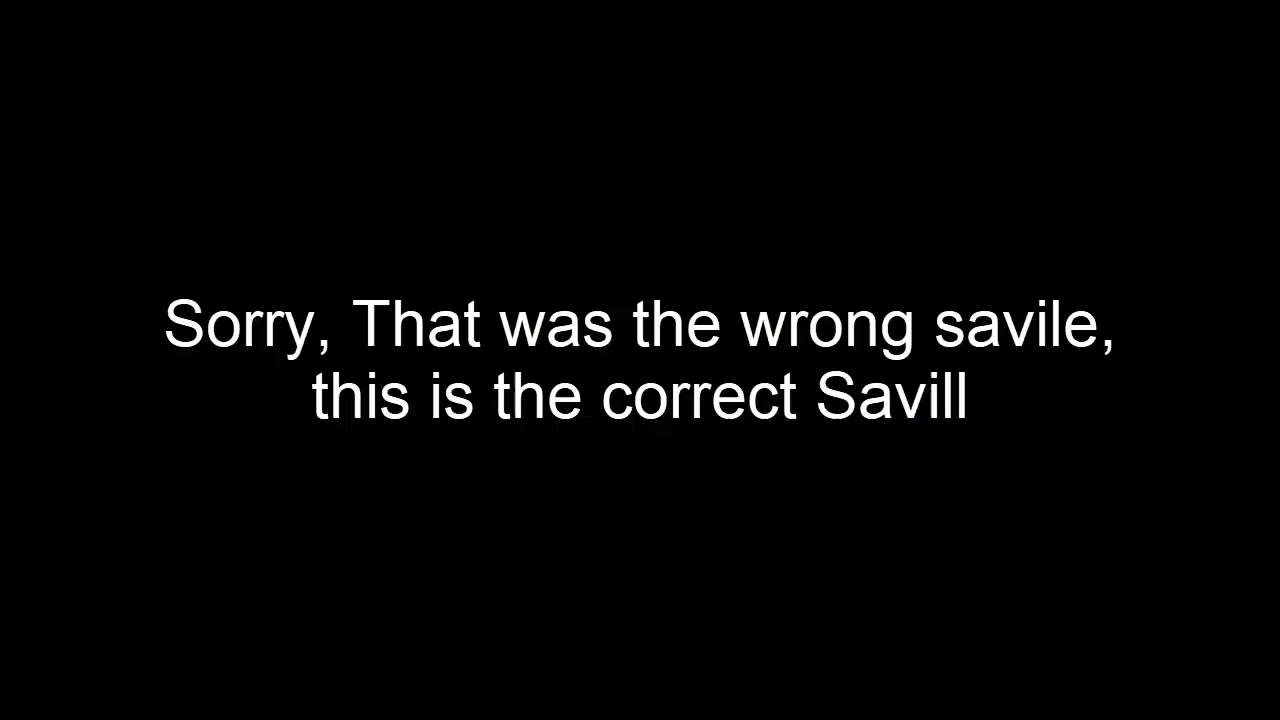 Sorry, That was the wrong savile,
this is the correct Savill